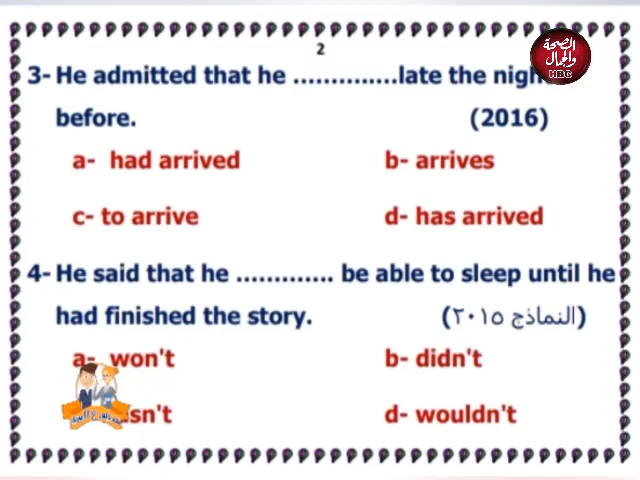 2
الصحة
والجمال
HBC
3- He admitted that he .............. late the
before. (2016)
a- had arrived b- arrives
c- to arrive d- has arrived
4- He said that he ............. be able to sleep until he
had finished the story. (النماذج ٢٠١٥)
a- won't b- didn't
d- wouldn't